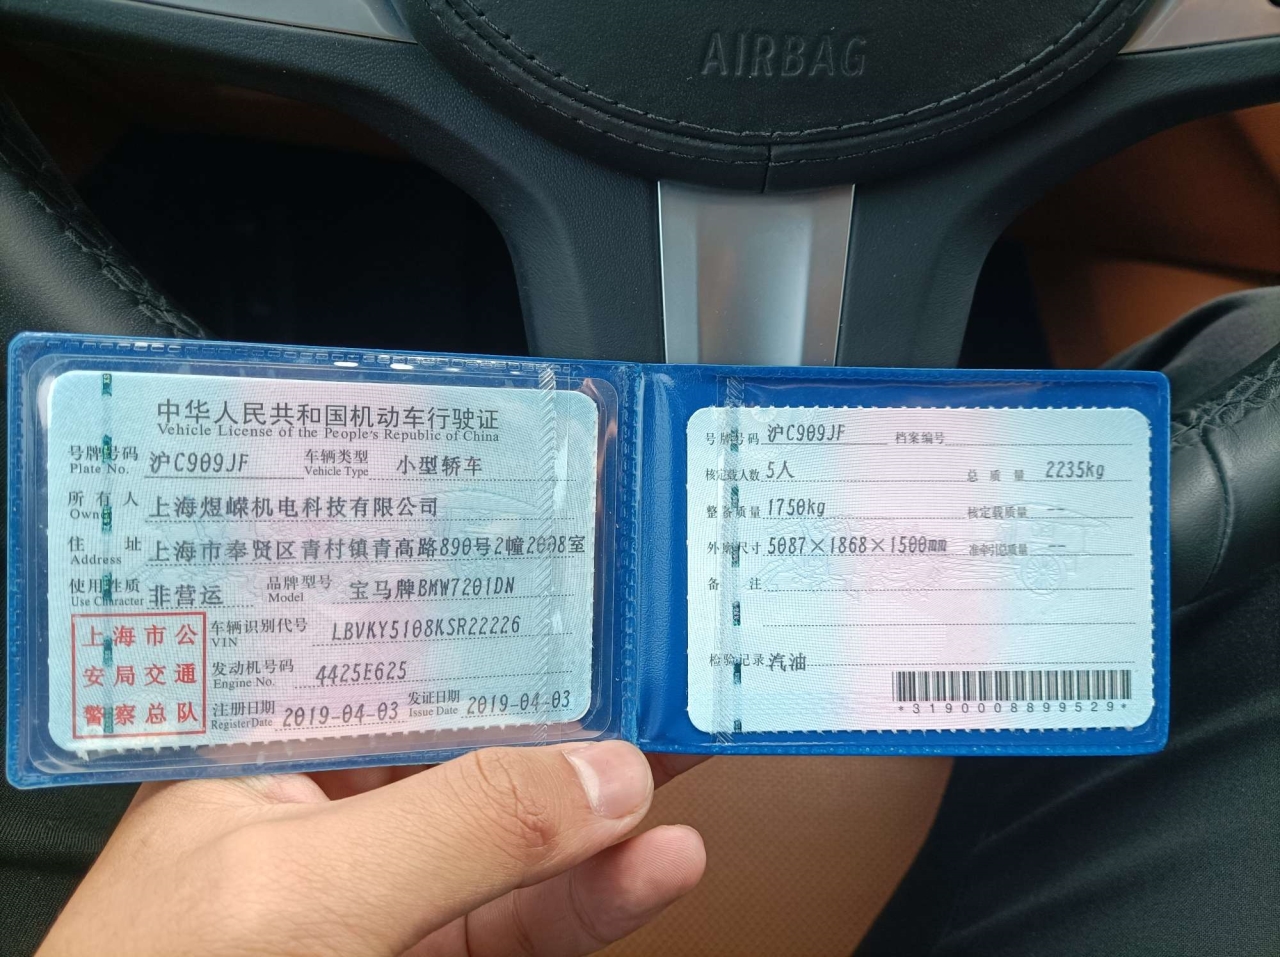 AIRBAG
中华人民共和国机动车行驶证
Vehicle License of the People's Republic of China
号牌号码 沪C909JF 车辆类型 小型轿车
Plate No. Vehicle Type
所有人 上海煜嵘机电科技有限公司
Owner
住址 上海市奉贤区青村镇青高路890号2幢2008室
Address
使用性质 非营运 品牌型号 宝马牌BMW7201DN
Use Character Model
上海市公
安局交通
警察总队
车辆识别代号 LBVKY5108KSR22226
VIN
发动机号码 4425E625
Engine No.
注册日期 2019-04-03 发证日期 2019-04-03
Register Date Issue Date
号牌号码 沪C909JF 档案编号
核定载人数 5人 总质量 2235kg
整备质量 1750kg 核定载质量 --
外廓尺寸 5087×1868×1500mm 准牵引总质量 --
备注
检验记录 汽油
*3190008899529*